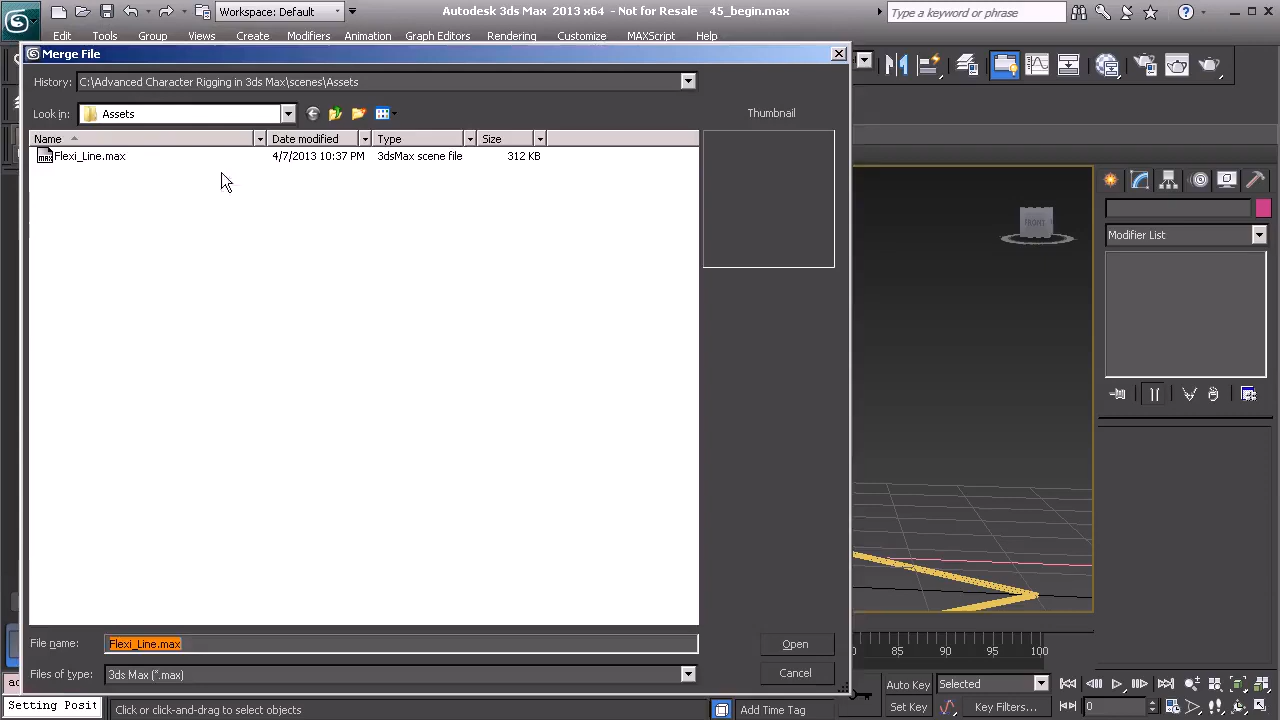 Workspace: Default
Autodesk 3ds Max 2013 x64 - Not for Resale 45_begin.max
Type a keyword or phrase
Edit Tools Group Views Create Modifiers Animation Graph Editors Rendering Customize MAXScript Help
Merge File
History: C:\Advanced Character Rigging in 3ds Max\scenes\Assets
Look in: Assets
Thumbnail
Name Date modified Type Size
Flexi_Line.max 4/7/2013 10:37 PM 3dsMax scene file 312 KB
FRONT
Modifier List
File name: Flexi_Line.max
Open
Files of type: 3ds Max (*.max)
Cancel
85 90 95 100
Auto Key Selected
Set Key Key Filters... 0
Setting Posit
Click or click-and-drag to select objects
Add Time Tag